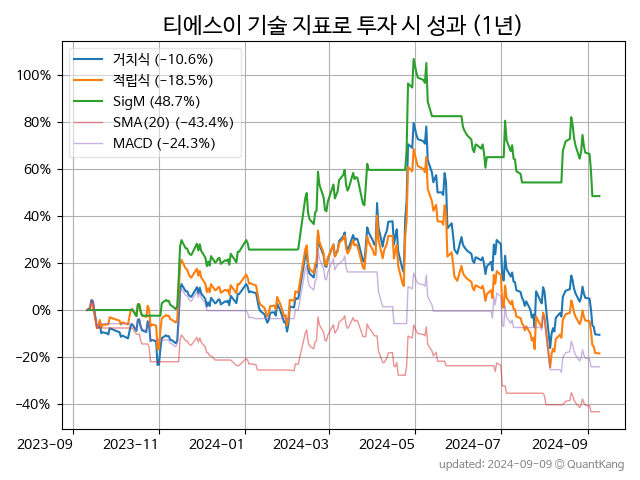 티에스이 기술 지표로 투자 시 성과 (1년)
거치식 (−10.6%)
적립식 (−18.5%)
SigM (48.7%)
SMA(20) (−43.4%)
MACD (−24.3%)
100%
80%
60%
40%
20%
0%
−20%
−40%
2023-09 2023-11 2024-01 2024-03 2024-05 2024-07 2024-09
updated: 2024-09-09 © QuantKang